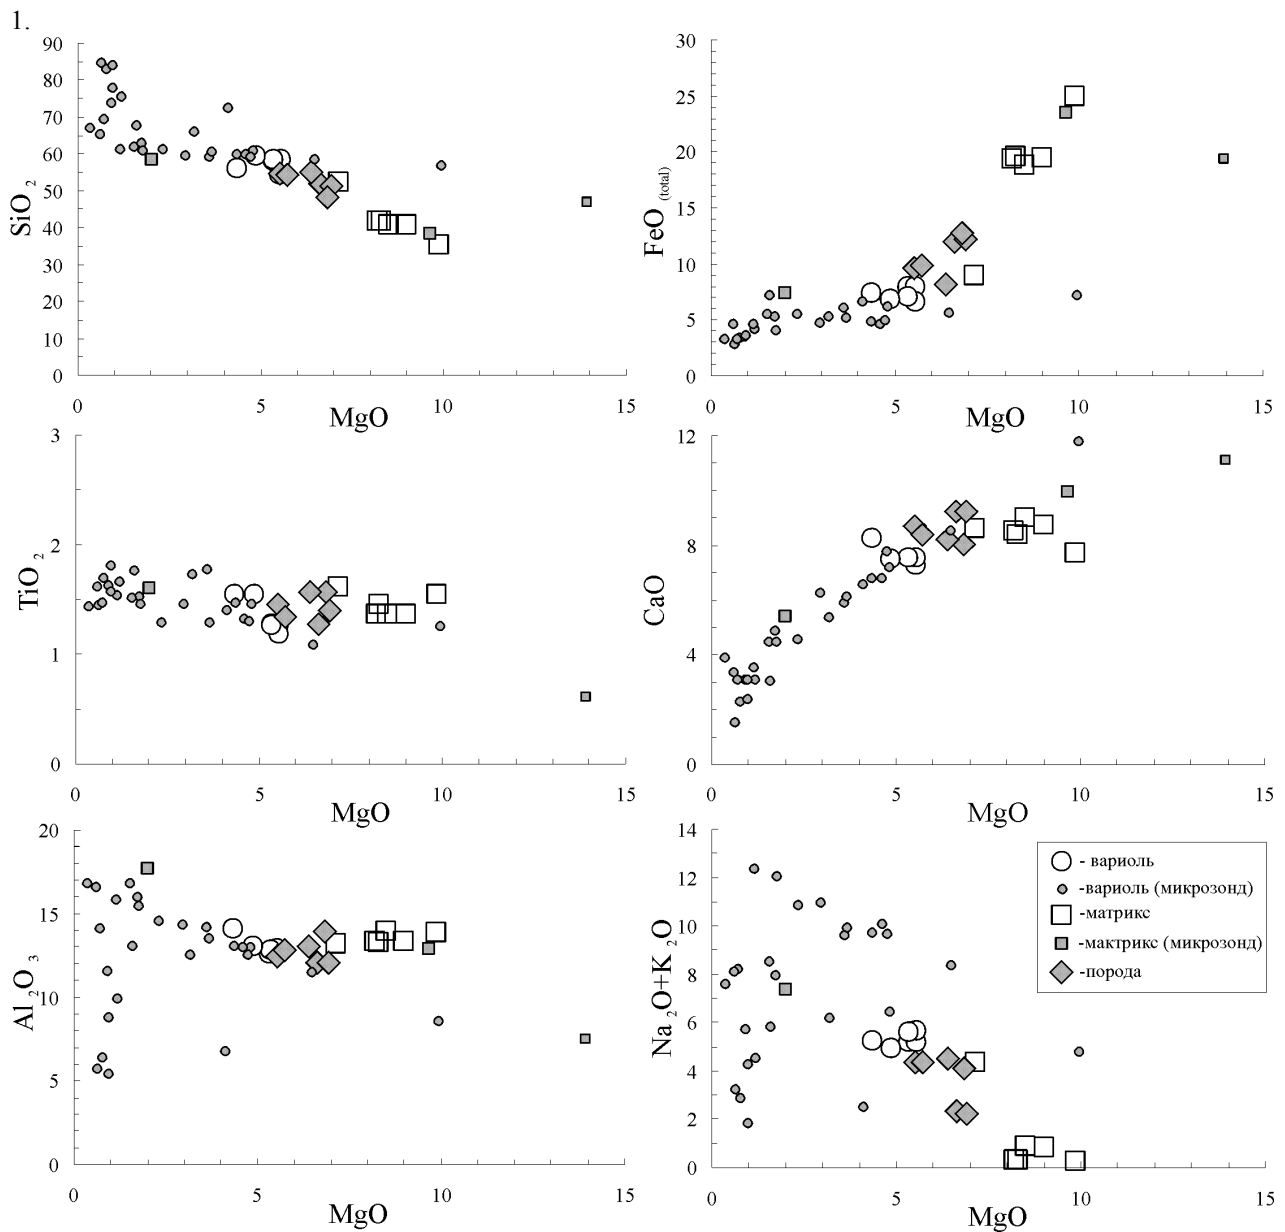 1.
SiO2
90
80
70
60
50
40
30
20
10
0
0 5 10 15
MgO
FeO (total)
30
25
20
15
10
5
0
0 5 10 15
MgO
TiO2
3
2
1
0
0 5 10 15
MgO
CaO
12
8
4
0
0 5 10 15
MgO
Al2O3
20
15
10
5
0
0 5 10 15
MgO
Na2O+K2O
14
12
10
8
6
4
2
0
0 5 10 15
MgO
- вариоль
-вариоль (микрозонд)
-матрикс
-мактрикс (микрозонд)
-порода